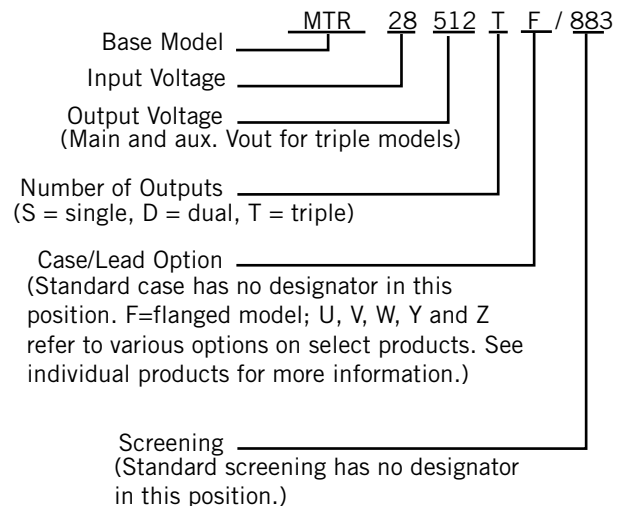 MTR 28 512 T F / 883
Base Model
Input Voltage
Output Voltage
(Main and aux. Vout for triple models)
Number of Outputs
(S = single, D = dual, T = triple)
Case/Lead Option
(Standard case has no designator in this
position. F=flanged model; U, V, W, Y and Z
refer to various options on select products. See
individual products for more information.)
Screening
(Standard screening has no designator
in this position.)